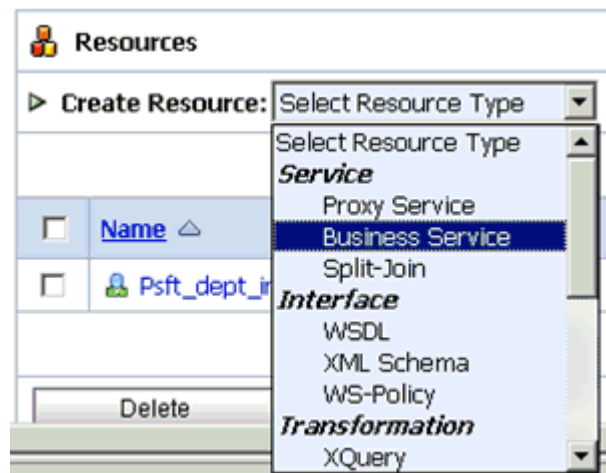 Resources
Create Resource: Select Resource Type
Select Resource Type
Service
Proxy Service
Business Service
Split-Join
Interface
WSDL
XML Schema
WS-Policy
Transformation
XQuery
Name
Psft_dept_i
Delete